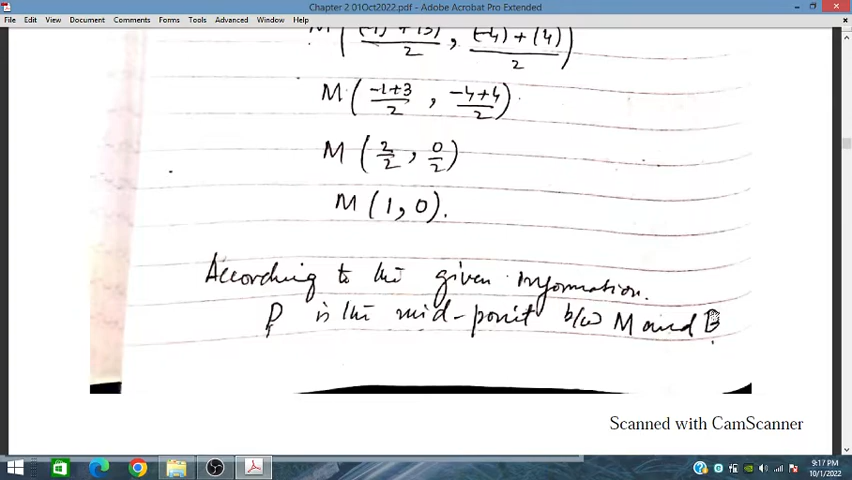 Chapter 2 01Oct2022.pdf - Adobe Acrobat Pro Extended
File Edit View Document Comments Forms Tools Advanced Window Help
M((-1)+(3)/2, (-4)+(4)/2)
M(-1+3/2, -4+4/2)
M(2/2, 0/2)
M(1,0).
According to the given information.
P is the mid-point b/w M and B
Scanned with CamScanner
9:17 PM
10/1/2022